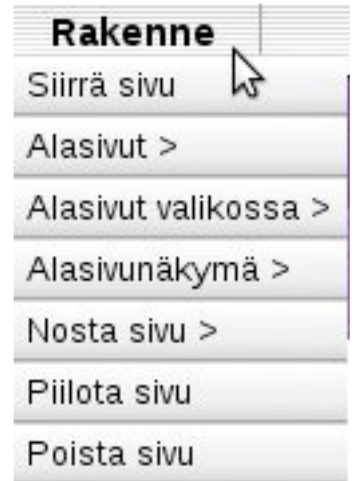 Rakenne
Siirrä sivu
Alasivut >
Alasivut valikossa >
Alasivunäkymä >
Nosta sivu >
Piilota sivu
Poista sivu